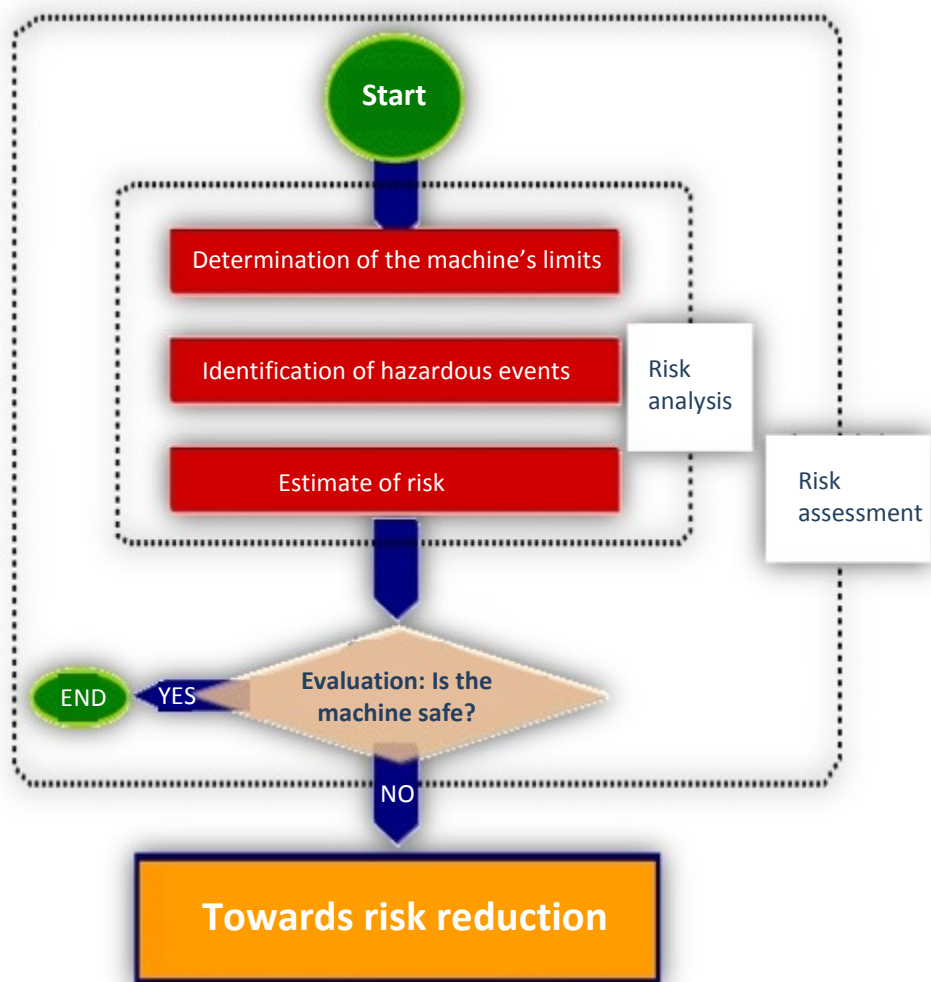 Start
Determination of the machine’s limits
Identification of hazardous events
Risk
analysis
Estimate of risk
Risk
assessment
Evaluation: Is the
machine safe?
YES
END
NO
Towards risk reduction